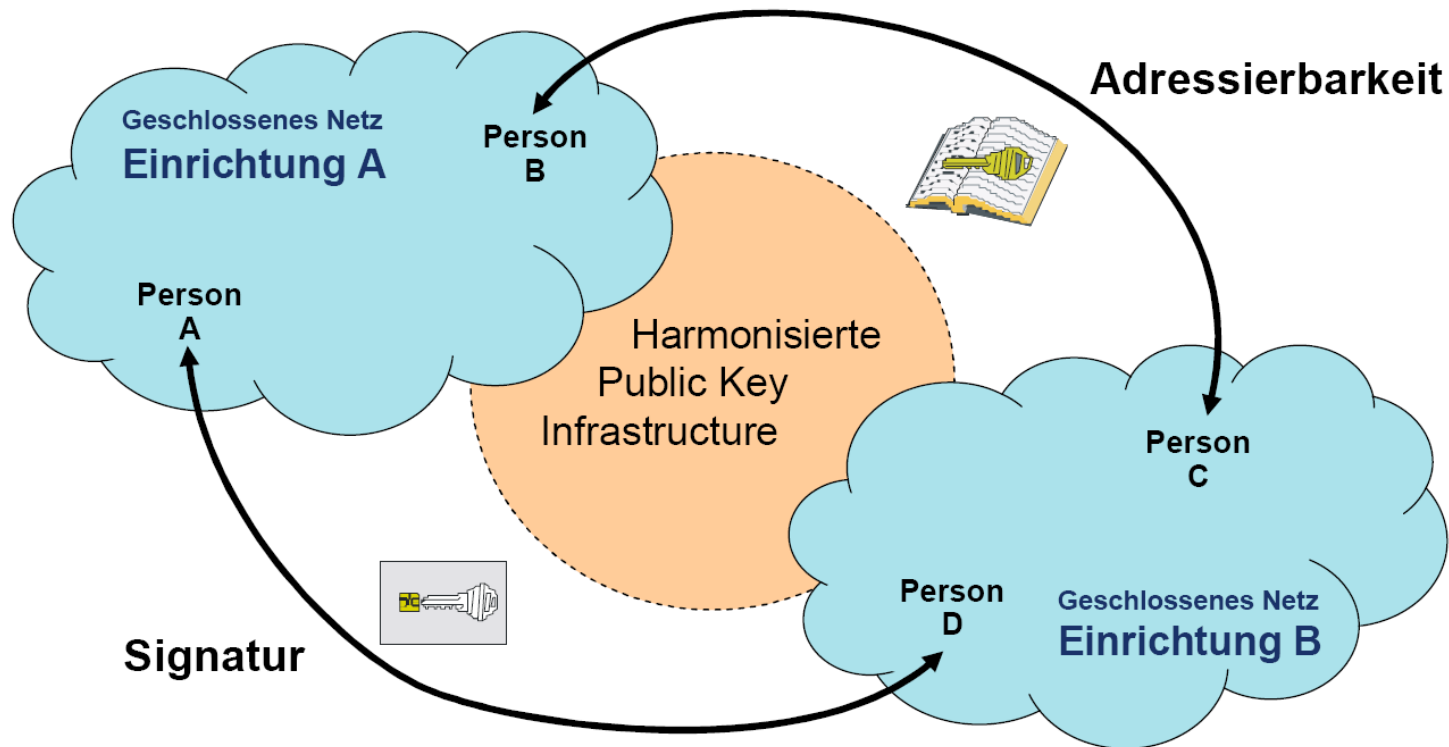 Adressierbarkeit
Geschlossenes Netz
Einrichtung A
Person
B
Person
A
Harmonisierte
Public Key
Infrastructure
Person
C
Person
D
Geschlossenes Netz
Einrichtung B
Signatur